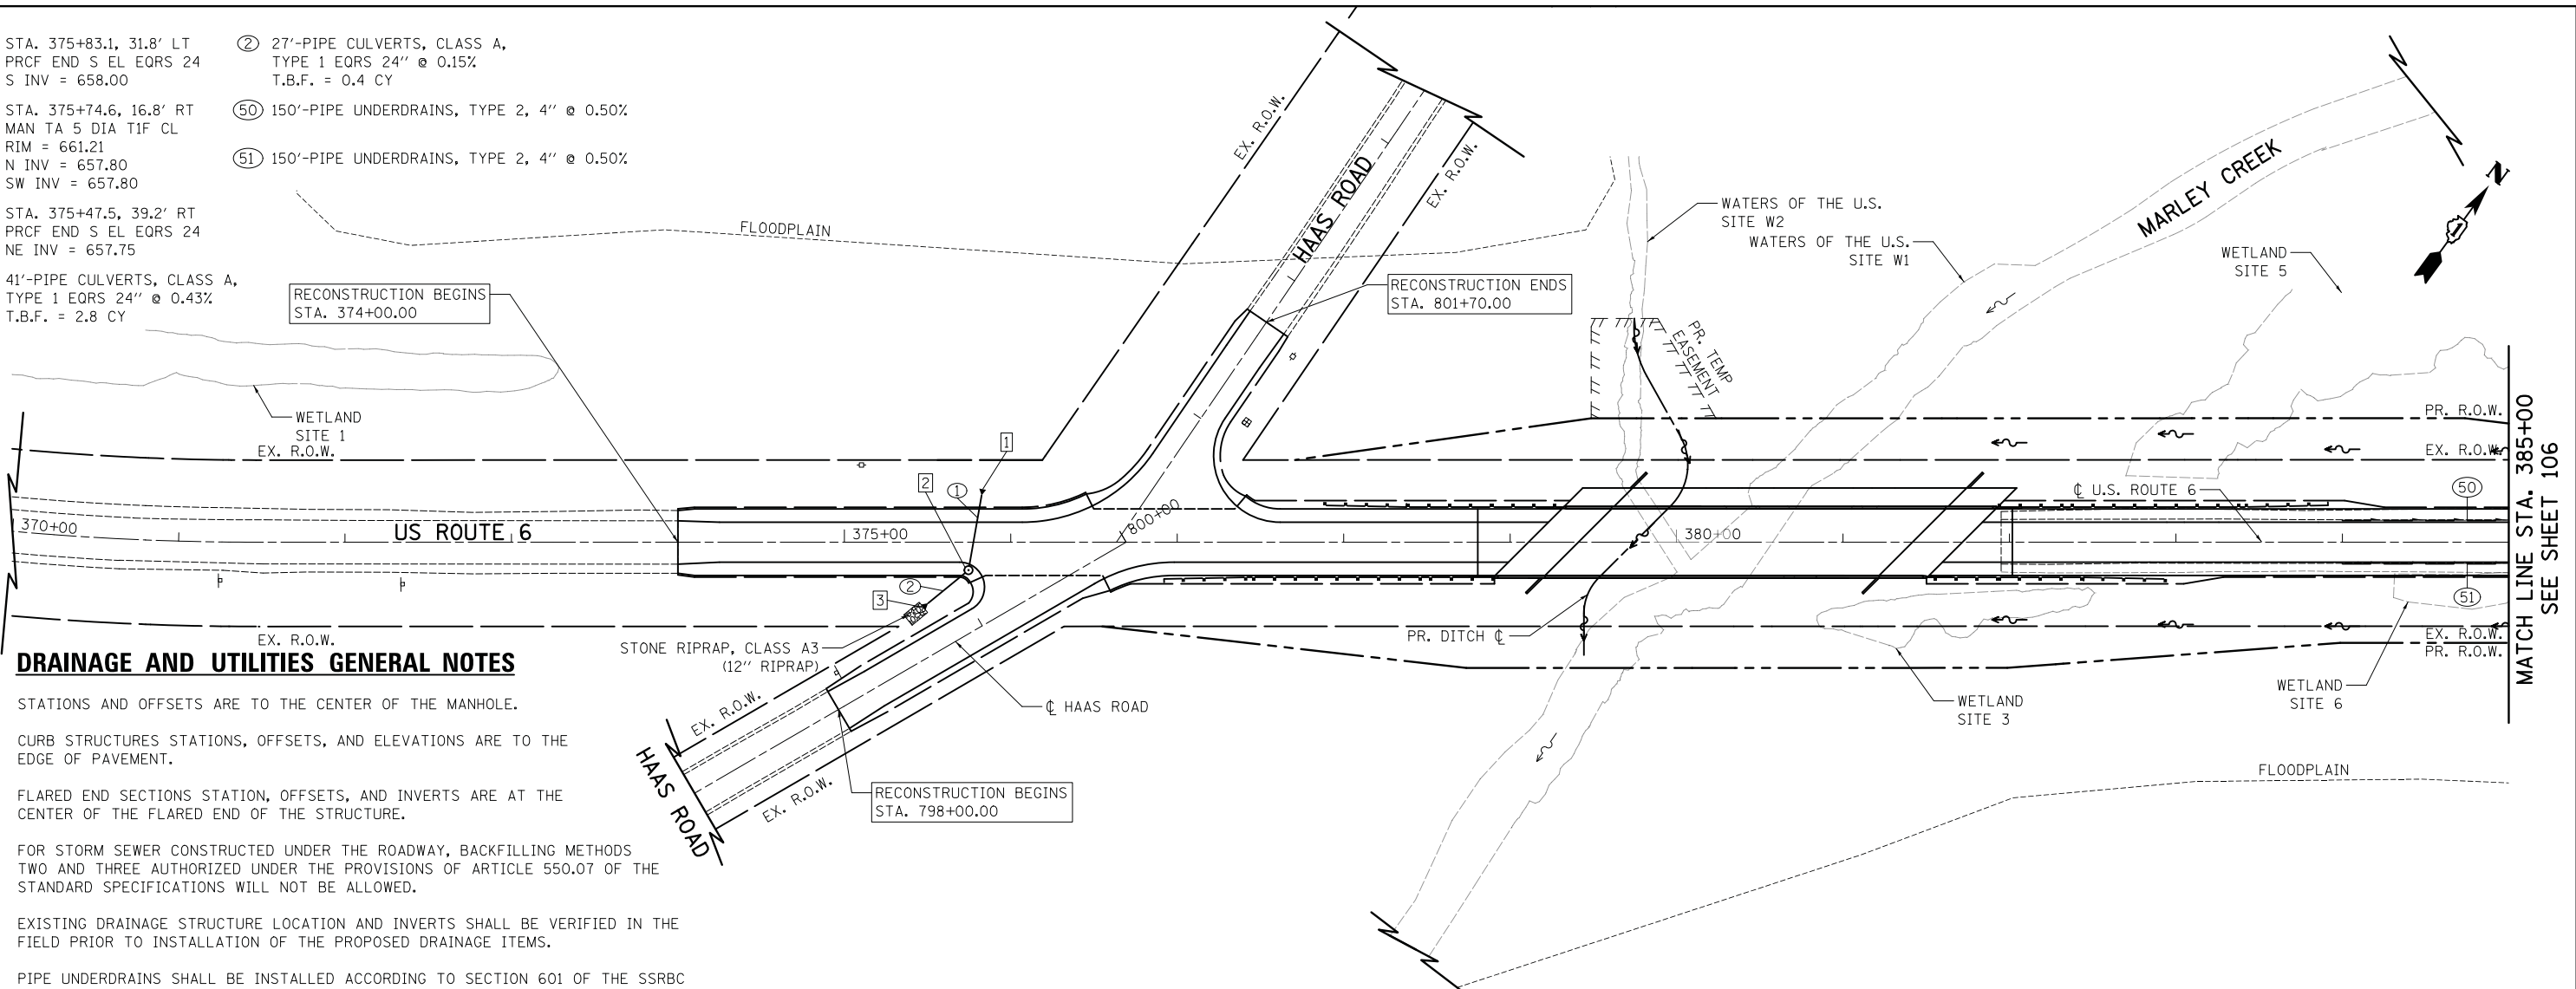 STA. 375+83.1, 31.8' LT
PRCF END S EL EQRS 24
S INV = 658.00
STA. 375+74.6, 16.8' RT
MAN TA 5 DIA T1F CL
RIM = 661.21
N INV = 657.80
SW INV = 657.80
STA. 375+47.5, 39.2' RT
PRCF END S EL EQRS 24
NE INV = 657.75
41'-PIPE CULVERTS, CLASS A,
TYPE 1 EQRS 24'' @ 0.43%
T.B.F. = 2.8 CY
2 27'-PIPE CULVERTS, CLASS A,
TYPE 1 EQRS 24'' @ 0.15%
T.B.F. = 0.4 CY
50 150'-PIPE UNDERDRAINS, TYPE 2, 4'' @ 0.50%
51 150'-PIPE UNDERDRAINS, TYPE 2, 4'' @ 0.50%
FLOODPLAIN
EX. R.O.W.
HAAS ROAD
EX. R.O.W.
RECONSTRUCTION BEGINS
STA. 374+00.00
RECONSTRUCTION ENDS
STA. 801+70.00
WATERS OF THE U.S.
SITE W2
WATERS OF THE U.S.
SITE W1
MARLEY CREEK
WETLAND
SITE 5
N
1
PR. TEMP
EASEMENT
WETLAND
SITE 1
EX. R.O.W.
1
2
1
PR. R.O.W.
EX. R.O.W.
℄ U.S. ROUTE 6
50
370+00
US ROUTE 6
375+00
800+00
380+00
2
3
51
EX. R.O.W.
STONE RIPRAP, CLASS A3
(12'' RIPRAP)
PR. DITCH ℄
EX. R.O.W.
PR. R.O.W.
MATCH LINE STA. 385+00
SEE SHEET 106
WETLAND
SITE 3
WETLAND
SITE 6
℄ HAAS ROAD
EX. R.O.W.
HAAS ROAD
EX. R.O.W.
RECONSTRUCTION BEGINS
STA. 798+00.00
FLOODPLAIN
DRAINAGE AND UTILITIES GENERAL NOTES
STATIONS AND OFFSETS ARE TO THE CENTER OF THE MANHOLE.
CURB STRUCTURES STATIONS, OFFSETS, AND ELEVATIONS ARE TO THE
EDGE OF PAVEMENT.
FLARED END SECTIONS STATION, OFFSETS, AND INVERTS ARE AT THE
CENTER OF THE FLARED END OF THE STRUCTURE.
FOR STORM SEWER CONSTRUCTED UNDER THE ROADWAY, BACKFILLING METHODS
TWO AND THREE AUTHORIZED UNDER THE PROVISIONS OF ARTICLE 550.07 OF THE
STANDARD SPECIFICATIONS WILL NOT BE ALLOWED.
EXISTING DRAINAGE STRUCTURE LOCATION AND INVERTS SHALL BE VERIFIED IN THE
FIELD PRIOR TO INSTALLATION OF THE PROPOSED DRAINAGE ITEMS.
PIPE UNDERDRAINS SHALL BE INSTALLED ACCORDING TO SECTION 601 OF THE SSRBC